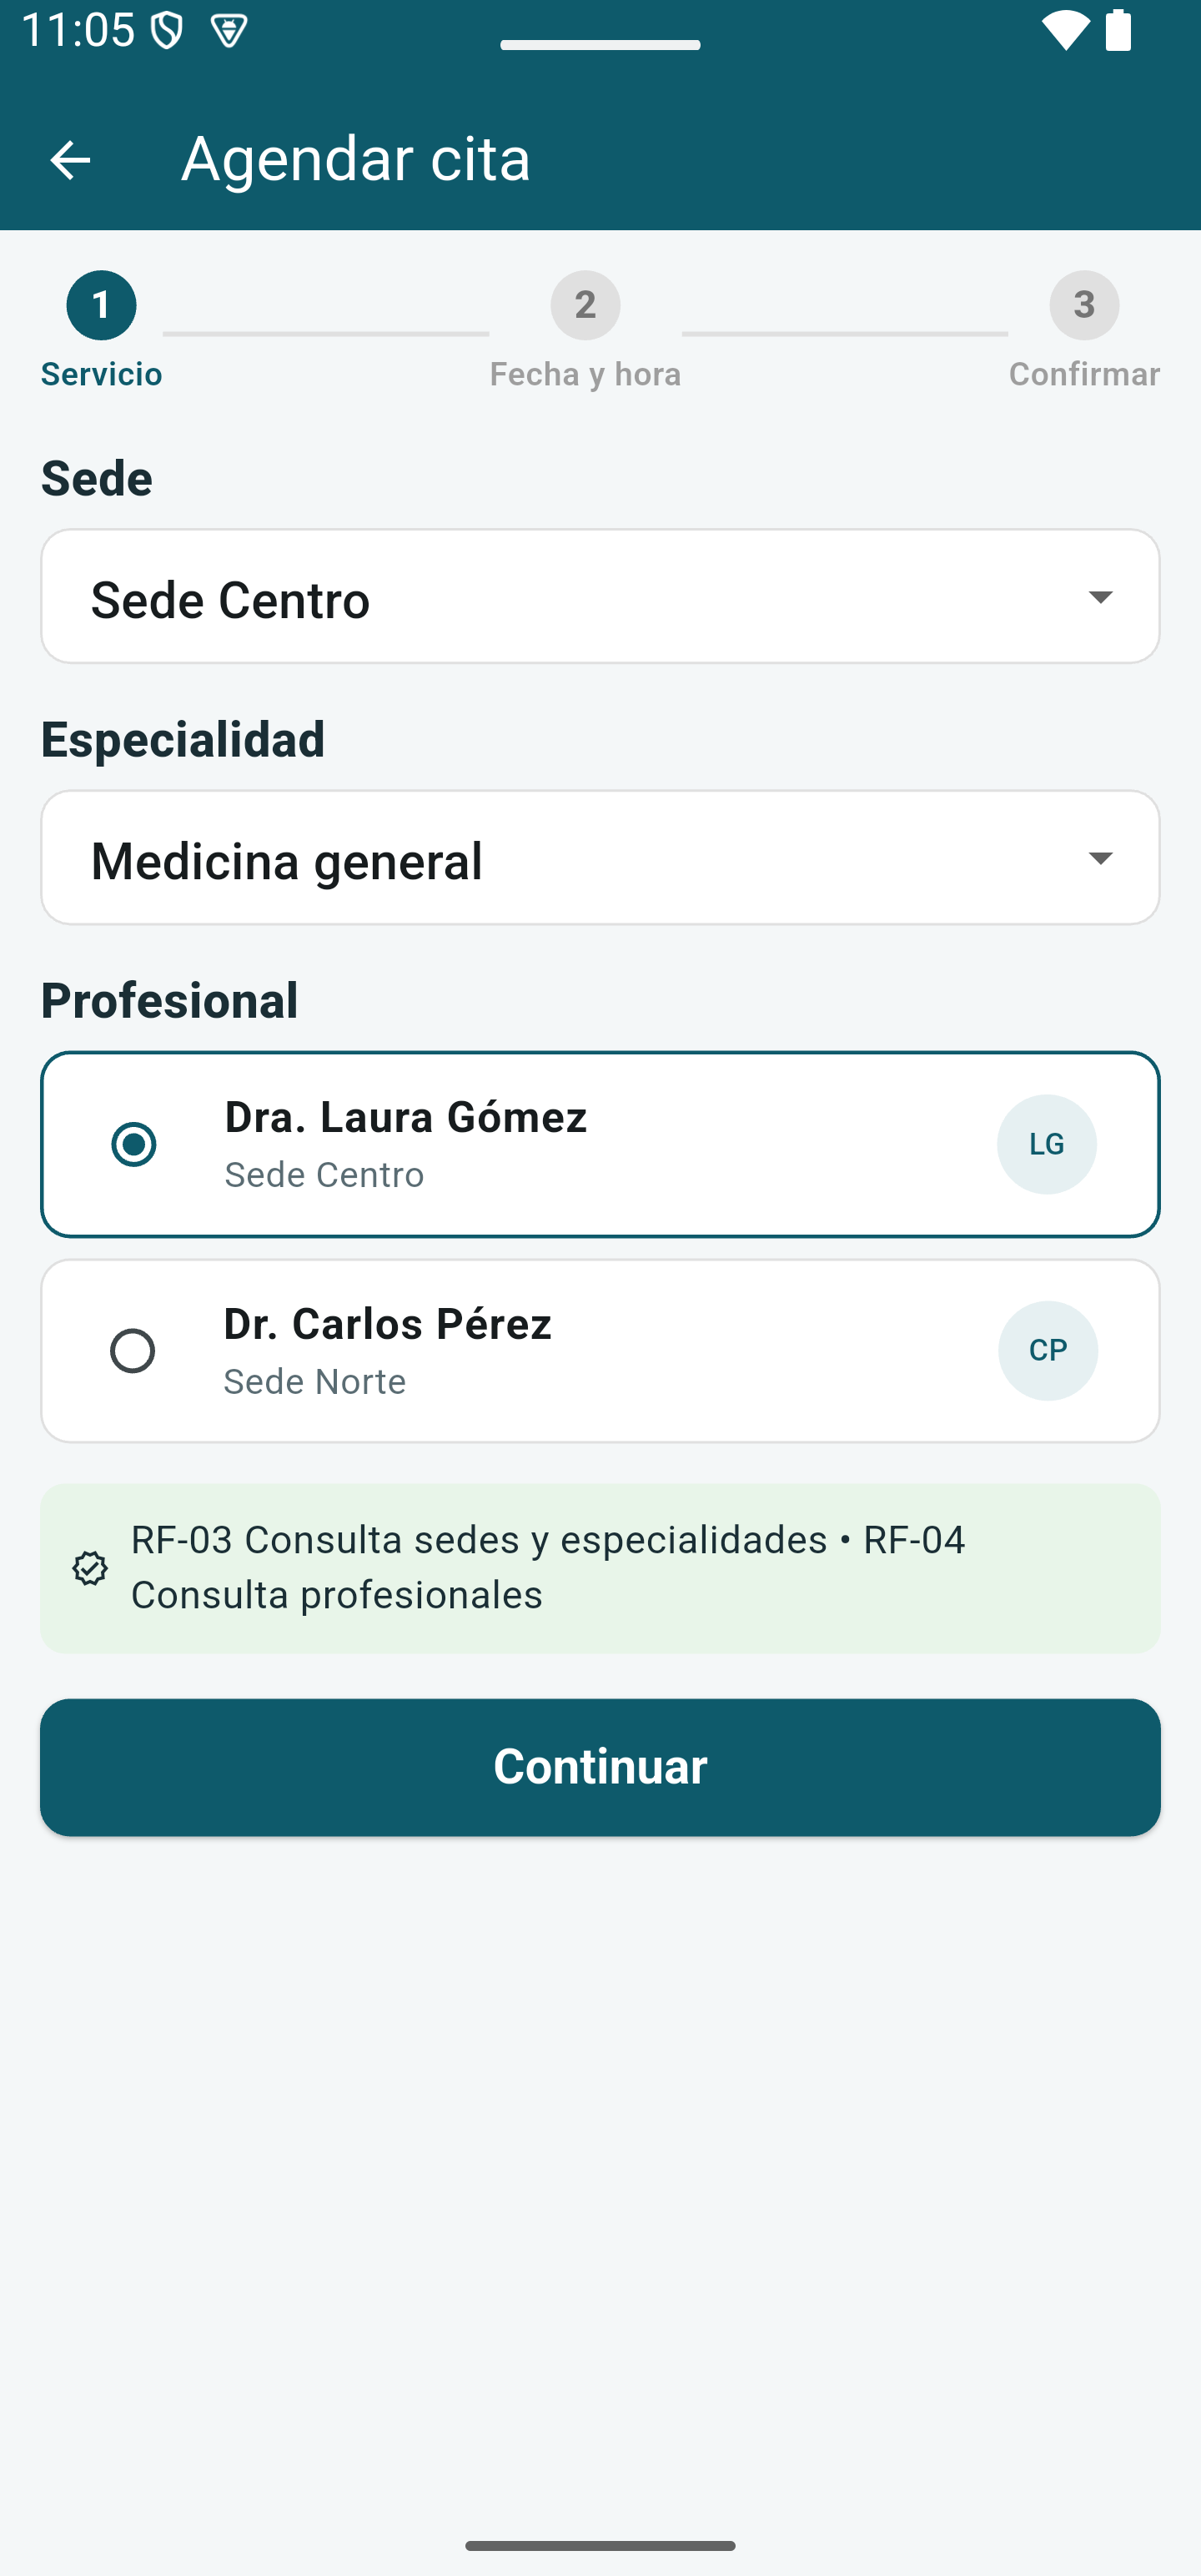 11:05
Agendar cita
1
2
3
Servicio
Fecha y hora
Confirmar
Sede
Sede Centro
Especialidad
Medicina general
Profesional
Dra. Laura Gómez
Sede Centro
LG
Dr. Carlos Pérez
Sede Norte
CP
RF-03 Consulta sedes y especialidades • RF-04
Consulta profesionales
Continuar